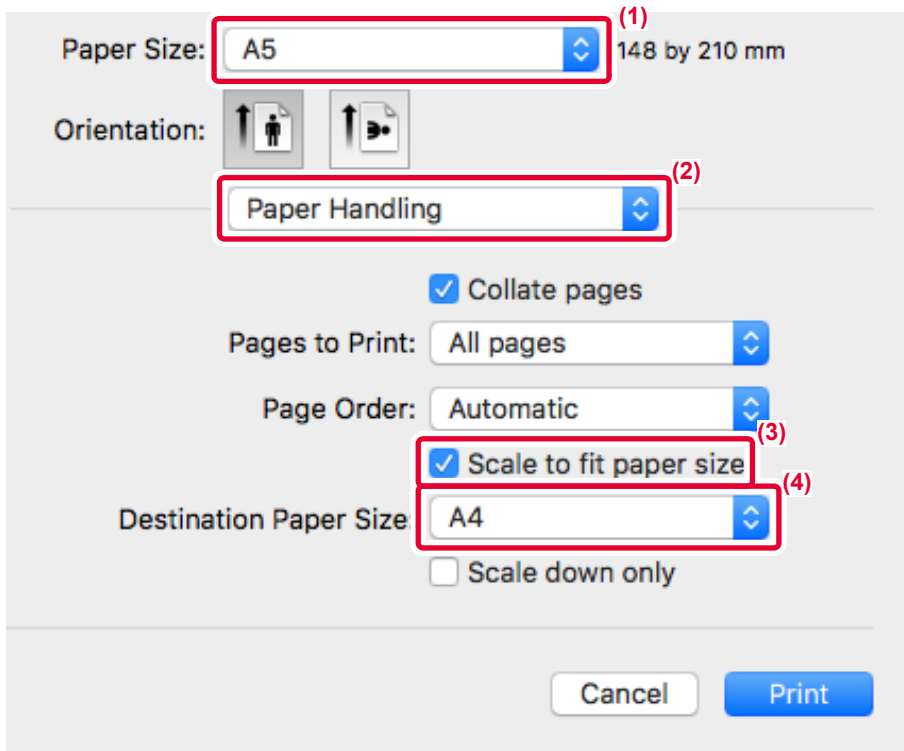 (1)
Paper Size: A5 148 by 210 mm
Orientation:
(2)
Paper Handling
Collate pages
Pages to Print: All pages
Page Order: Automatic
(3)
Scale to fit paper size
(4)
Destination Paper Size: A4
Scale down only
Cancel Print